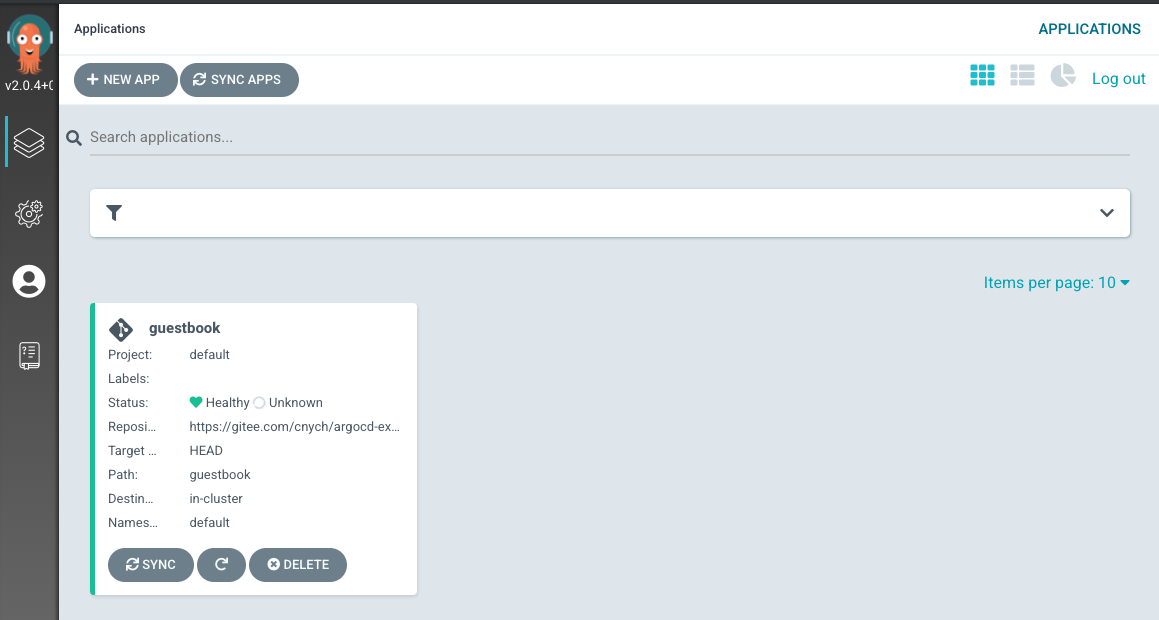 Applications
APPLICATIONS
v2.0.4+0
NEW APP
SYNC APPS
Log out
Search applications...
Items per page: 10
guestbook
Project: default
Labels:
Status: Healthy Unknown
Reposi... https://gitee.com/cnych/argocd-ex...
Target ... HEAD
Path: guestbook
Destin... in-cluster
Names... default
SYNC
DELETE